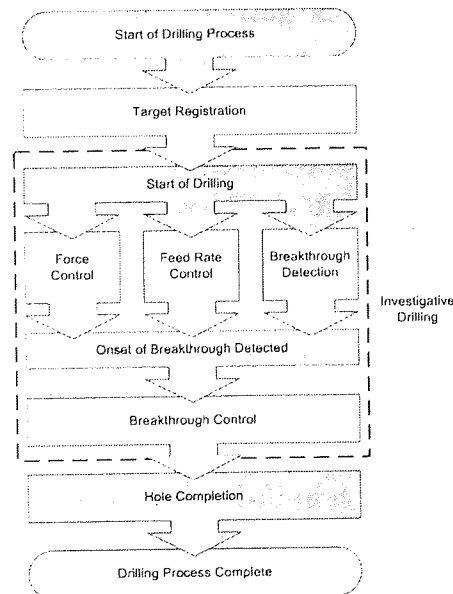 Start of Drilling Process
Target Registration
Start of Drilling
Force
Control
Feed Rate
Control
Breakthrough
Detection
Investigative
Drilling
Onset of Breakthrough Detected
Breakthrough Control
Hole Completion
Drilling Process Complete